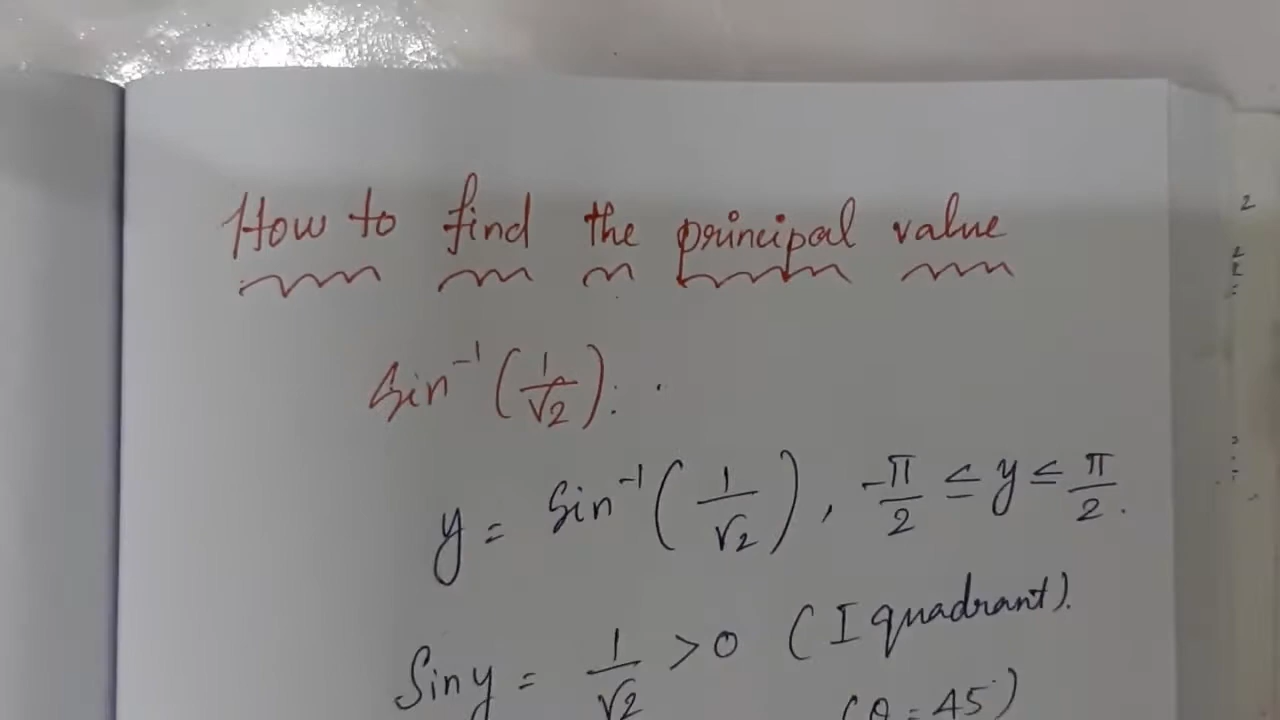 How to find the principal value
Sin⁻¹(1/√2):
y = Sin⁻¹(1/√2), -π/2 ≤ y ≤ π/2.
Sin y = 1/√2 > 0 (I quadrant).
(θ = 45)